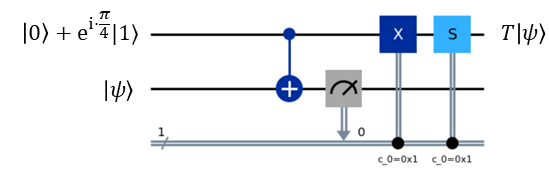 |0⟩ + e^{i·π/4}|1⟩ X S T|ψ⟩
|ψ⟩
1 0
c_0=0x1 c_0=0x1